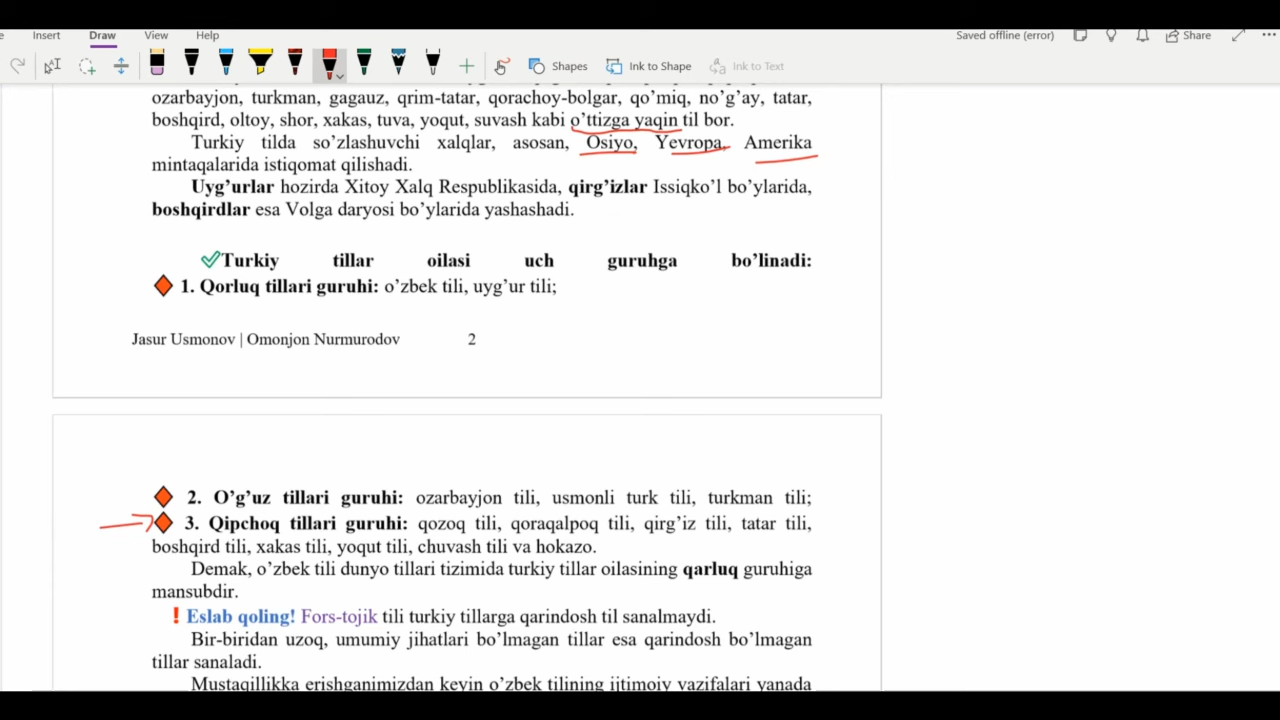 Insert Draw View Help Saved offline (error) Share
Shapes Ink to Shape Ink to Text
ozarbayjon, turkman, gagauz, qrim-tatar, qorachoy-bolgar, qo’miq, no’g’ay, tatar,
boshqird, oltoy, shor, xakas, tuva, yoqut, suvash kabi o’ttizga yaqin til bor.
Turkiy tilda so’zlashuvchi xalqlar, asosan, Osiyo, Yevropa, Amerika
mintaqalarida istiqomat qilishadi.
Uyg’urlar hozirda Xitoy Xalq Respublikasida, qirg’izlar Issiqko’l bo’ylarida,
boshqirdlar esa Volga daryosi bo’ylarida yashashadi.
Turkiy tillar oilasi uch guruhga bo’linadi:
1. Qorluq tillari guruhi: o’zbek tili, uyg’ur tili;
Jasur Usmonov | Omonjon Nurmurodov 2
2. O’g’uz tillari guruhi: ozarbayjon tili, usmonli turk tili, turkman tili;
3. Qipchoq tillari guruhi: qozoq tili, qoraqalpoq tili, qirg’iz tili, tatar tili,
boshqird tili, xakas tili, yoqut tili, chuvash tili va hokazo.
Demak, o’zbek tili dunyo tillari tizimida turkiy tillar oilasining qarluq guruhiga
mansubdir.
❗Eslab qoling! Fors-tojik tili turkiy tillarga qarindosh til sanalmaydi.
Bir-biridan uzoq, umumiy jihatlari bo’lmagan tillar esa qarindosh bo’lmagan
tillar sanaladi.
Mustaqillikka erishganimizdan keyin o’zbek tilining ijtimoiy vazifalari yanada